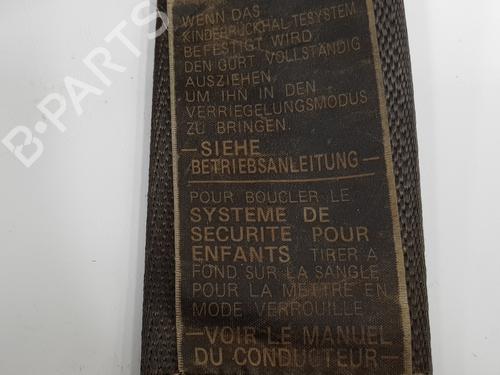 WENN DAS
KINDERRÜCKHALTESYSTEM
BEFESTIGT WIRD
DEN GURT VOLLSTÄNDIG
AUSZIEHEN,
UM IHN IN DEN
VERRIEGELUNGSMODUS
ZU BRINGEN.
—SIEHE
BETRIEBSANLEITUNG—
POUR BOUCLER LE
SYSTEME DE
SECURITE POUR
ENFANTS TIRER A
FOND SUR LA SANGLE
POUR LA METTRE EN
MODE VERROUILLE
—VOIR LE MANUEL
DU CONDUCTEUR—
B-PARTS